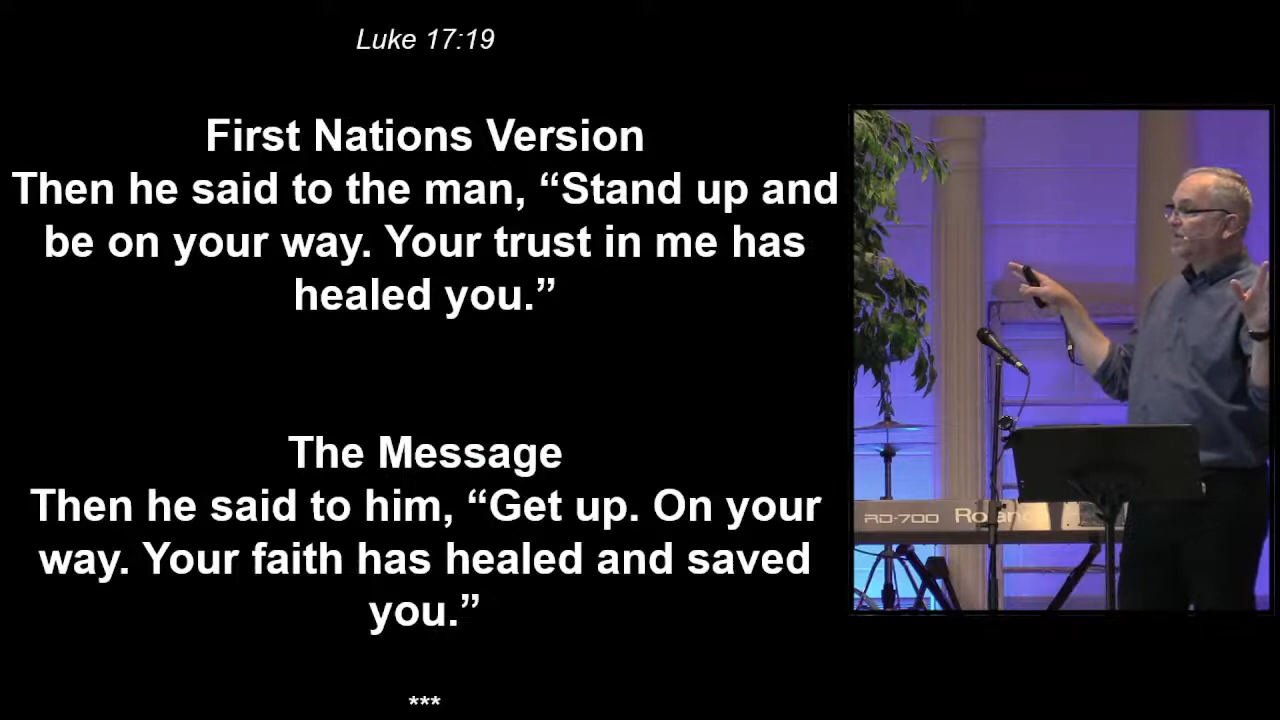 Luke 17:19
First Nations Version
Then he said to the man, “Stand up and
be on your way. Your trust in me has
healed you.”
The Message
Then he said to him, “Get up. On your
way. Your faith has healed and saved
you.”
***
RD-700 Roland